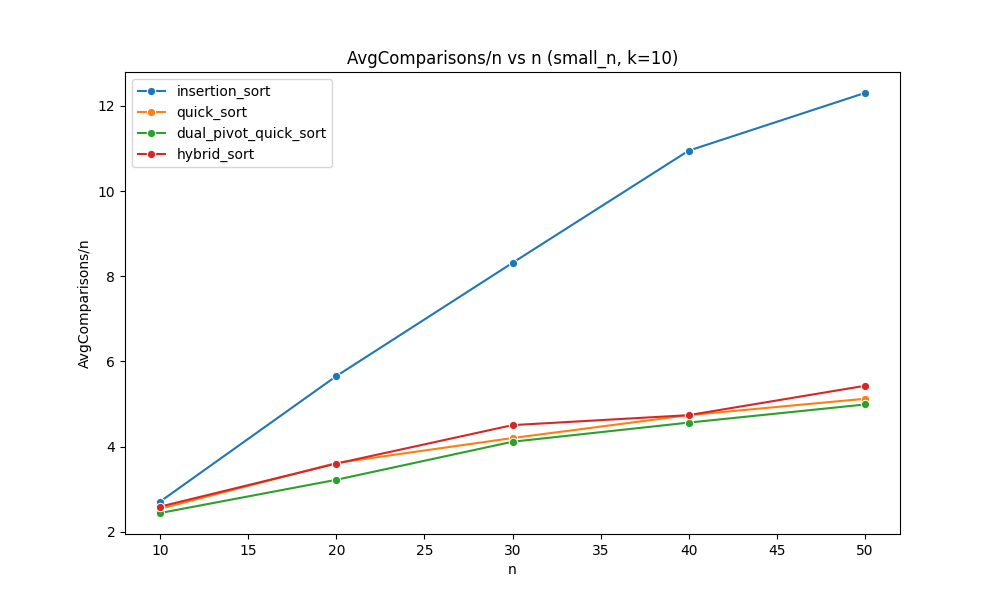 AvgComparisons/n vs n (small_n, k=10)
insertion_sort
quick_sort
dual_pivot_quick_sort
hybrid_sort
AvgComparisons/n
12
10
8
6
4
2
10 15 20 25 30 35 40 45 50
n